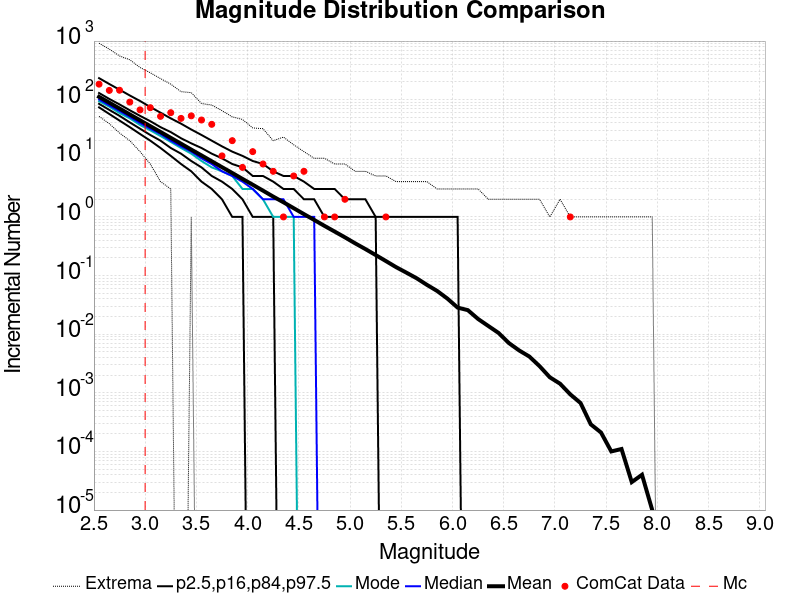 Magnitude Distribution Comparison
10^3
10^2
10^1
10^0
10^-1
10^-2
10^-3
10^-4
10^-5
Incremental Number
2.5 3.0 3.5 4.0 4.5 5.0 5.5 6.0 6.5 7.0 7.5 8.0 8.5 9.0
Magnitude
Extrema p2.5,p16,p84,p97.5 Mode Median Mean ComCat Data Mc